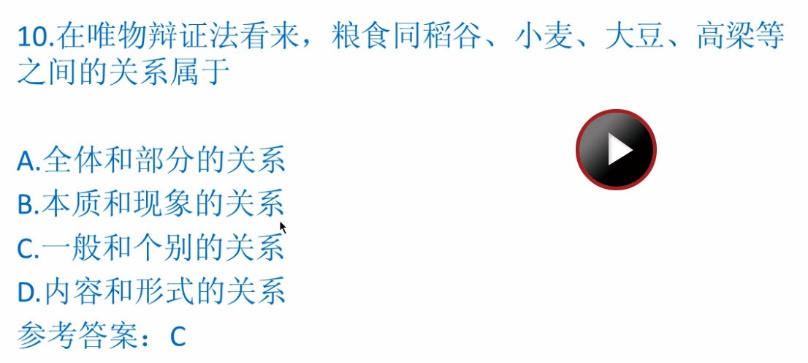 10.在唯物辩证法看来，粮食同稻谷、小麦、大豆、高梁等
之间的关系属于
A.全体和部分的关系
B.本质和现象的关系
C.一般和个别的关系
D.内容和形式的关系
参考答案：C